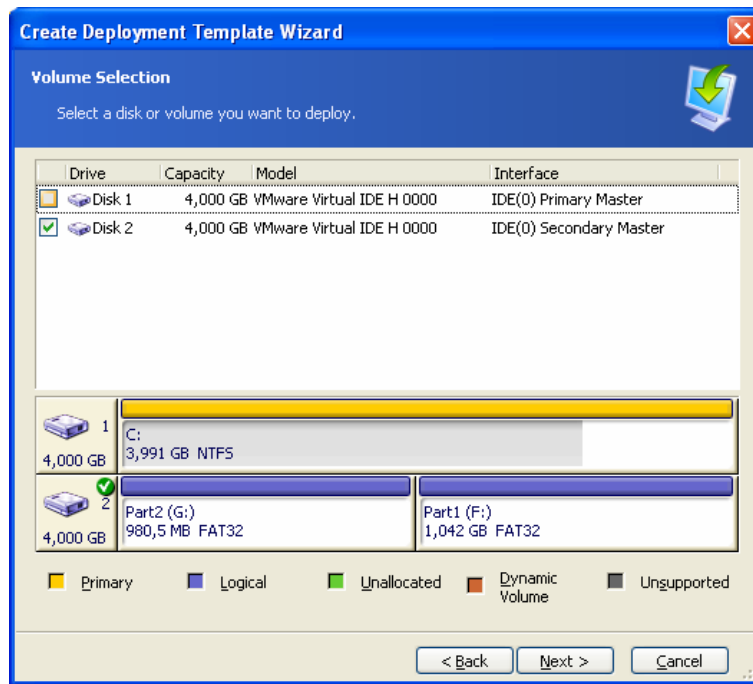 Create Deployment Template Wizard
Volume Selection
Select a disk or volume you want to deploy.
Drive Capacity Model Interface
Disk 1 4,000 GB VMware Virtual IDE H 0000 IDE(0) Primary Master
Disk 2 4,000 GB VMware Virtual IDE H 0000 IDE(0) Secondary Master
1
4,000 GB
C:
3,991 GB NTFS
2
4,000 GB
Part2 (G:)
980,5 MB FAT32
Part1 (F:)
1,042 GB FAT32
Primary Logical Unallocated Dynamic Volume Unsupported
< Back Next > Cancel